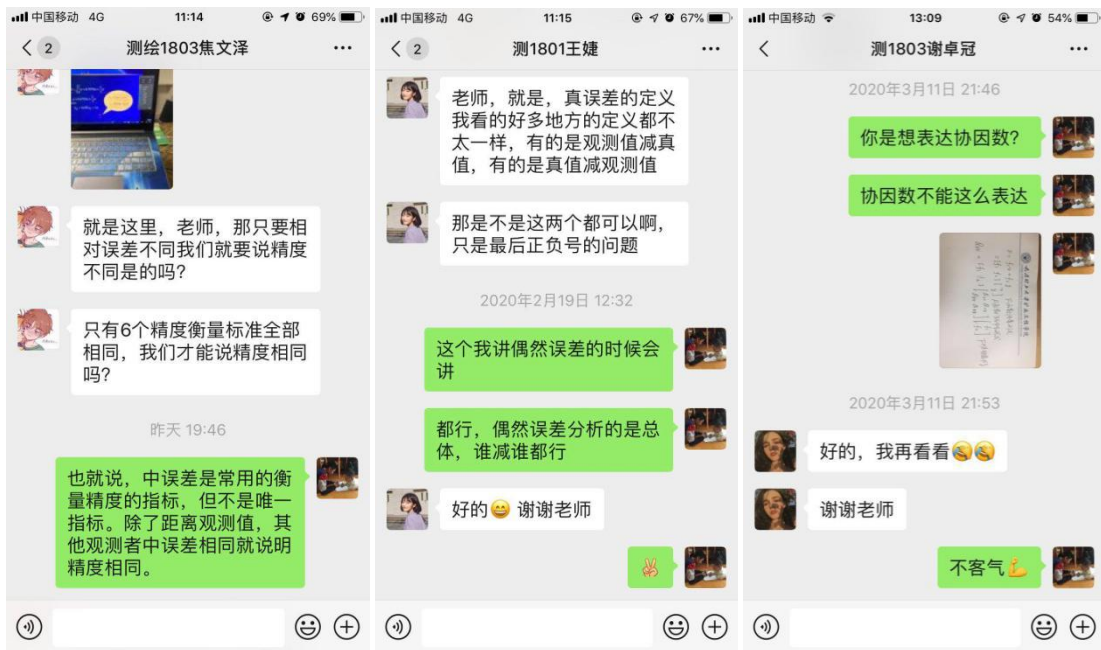 中国移动 4G 11:14 69%
2 测绘1803焦文泽
就是这里，老师，那只要相
对误差不同我们就要说精度
不同是的吗？
只有6个精度衡量标准全部
相同，我们才能说精度相同
吗？
昨天 19:46
也就说，中误差是常用的衡
量精度的指标，但不是唯一
指标。除了距离观测值，其
他观测者中误差相同就说明
精度相同。
中国移动 4G 11:15 67%
2 测1801王婕
老师，就是，真误差的定义
我看的好多地方的定义都不
太一样，有的是观测值减真
值，有的是真值减观测值
那是不是这两个都可以啊，
只是最后正负号的问题
2020年2月19日 12:32
这个我讲偶然误差的时候会
讲
都行，偶然误差分析的是总
体，谁减谁都行
好的😄 谢谢老师
✌🏻
中国移动 13:09 54%
测1803谢卓冠
2020年3月11日 21:46
你是想表达协因数？
协因数不能这么表达
2020年3月11日 21:53
好的，我再看看
谢谢老师
不客气💪